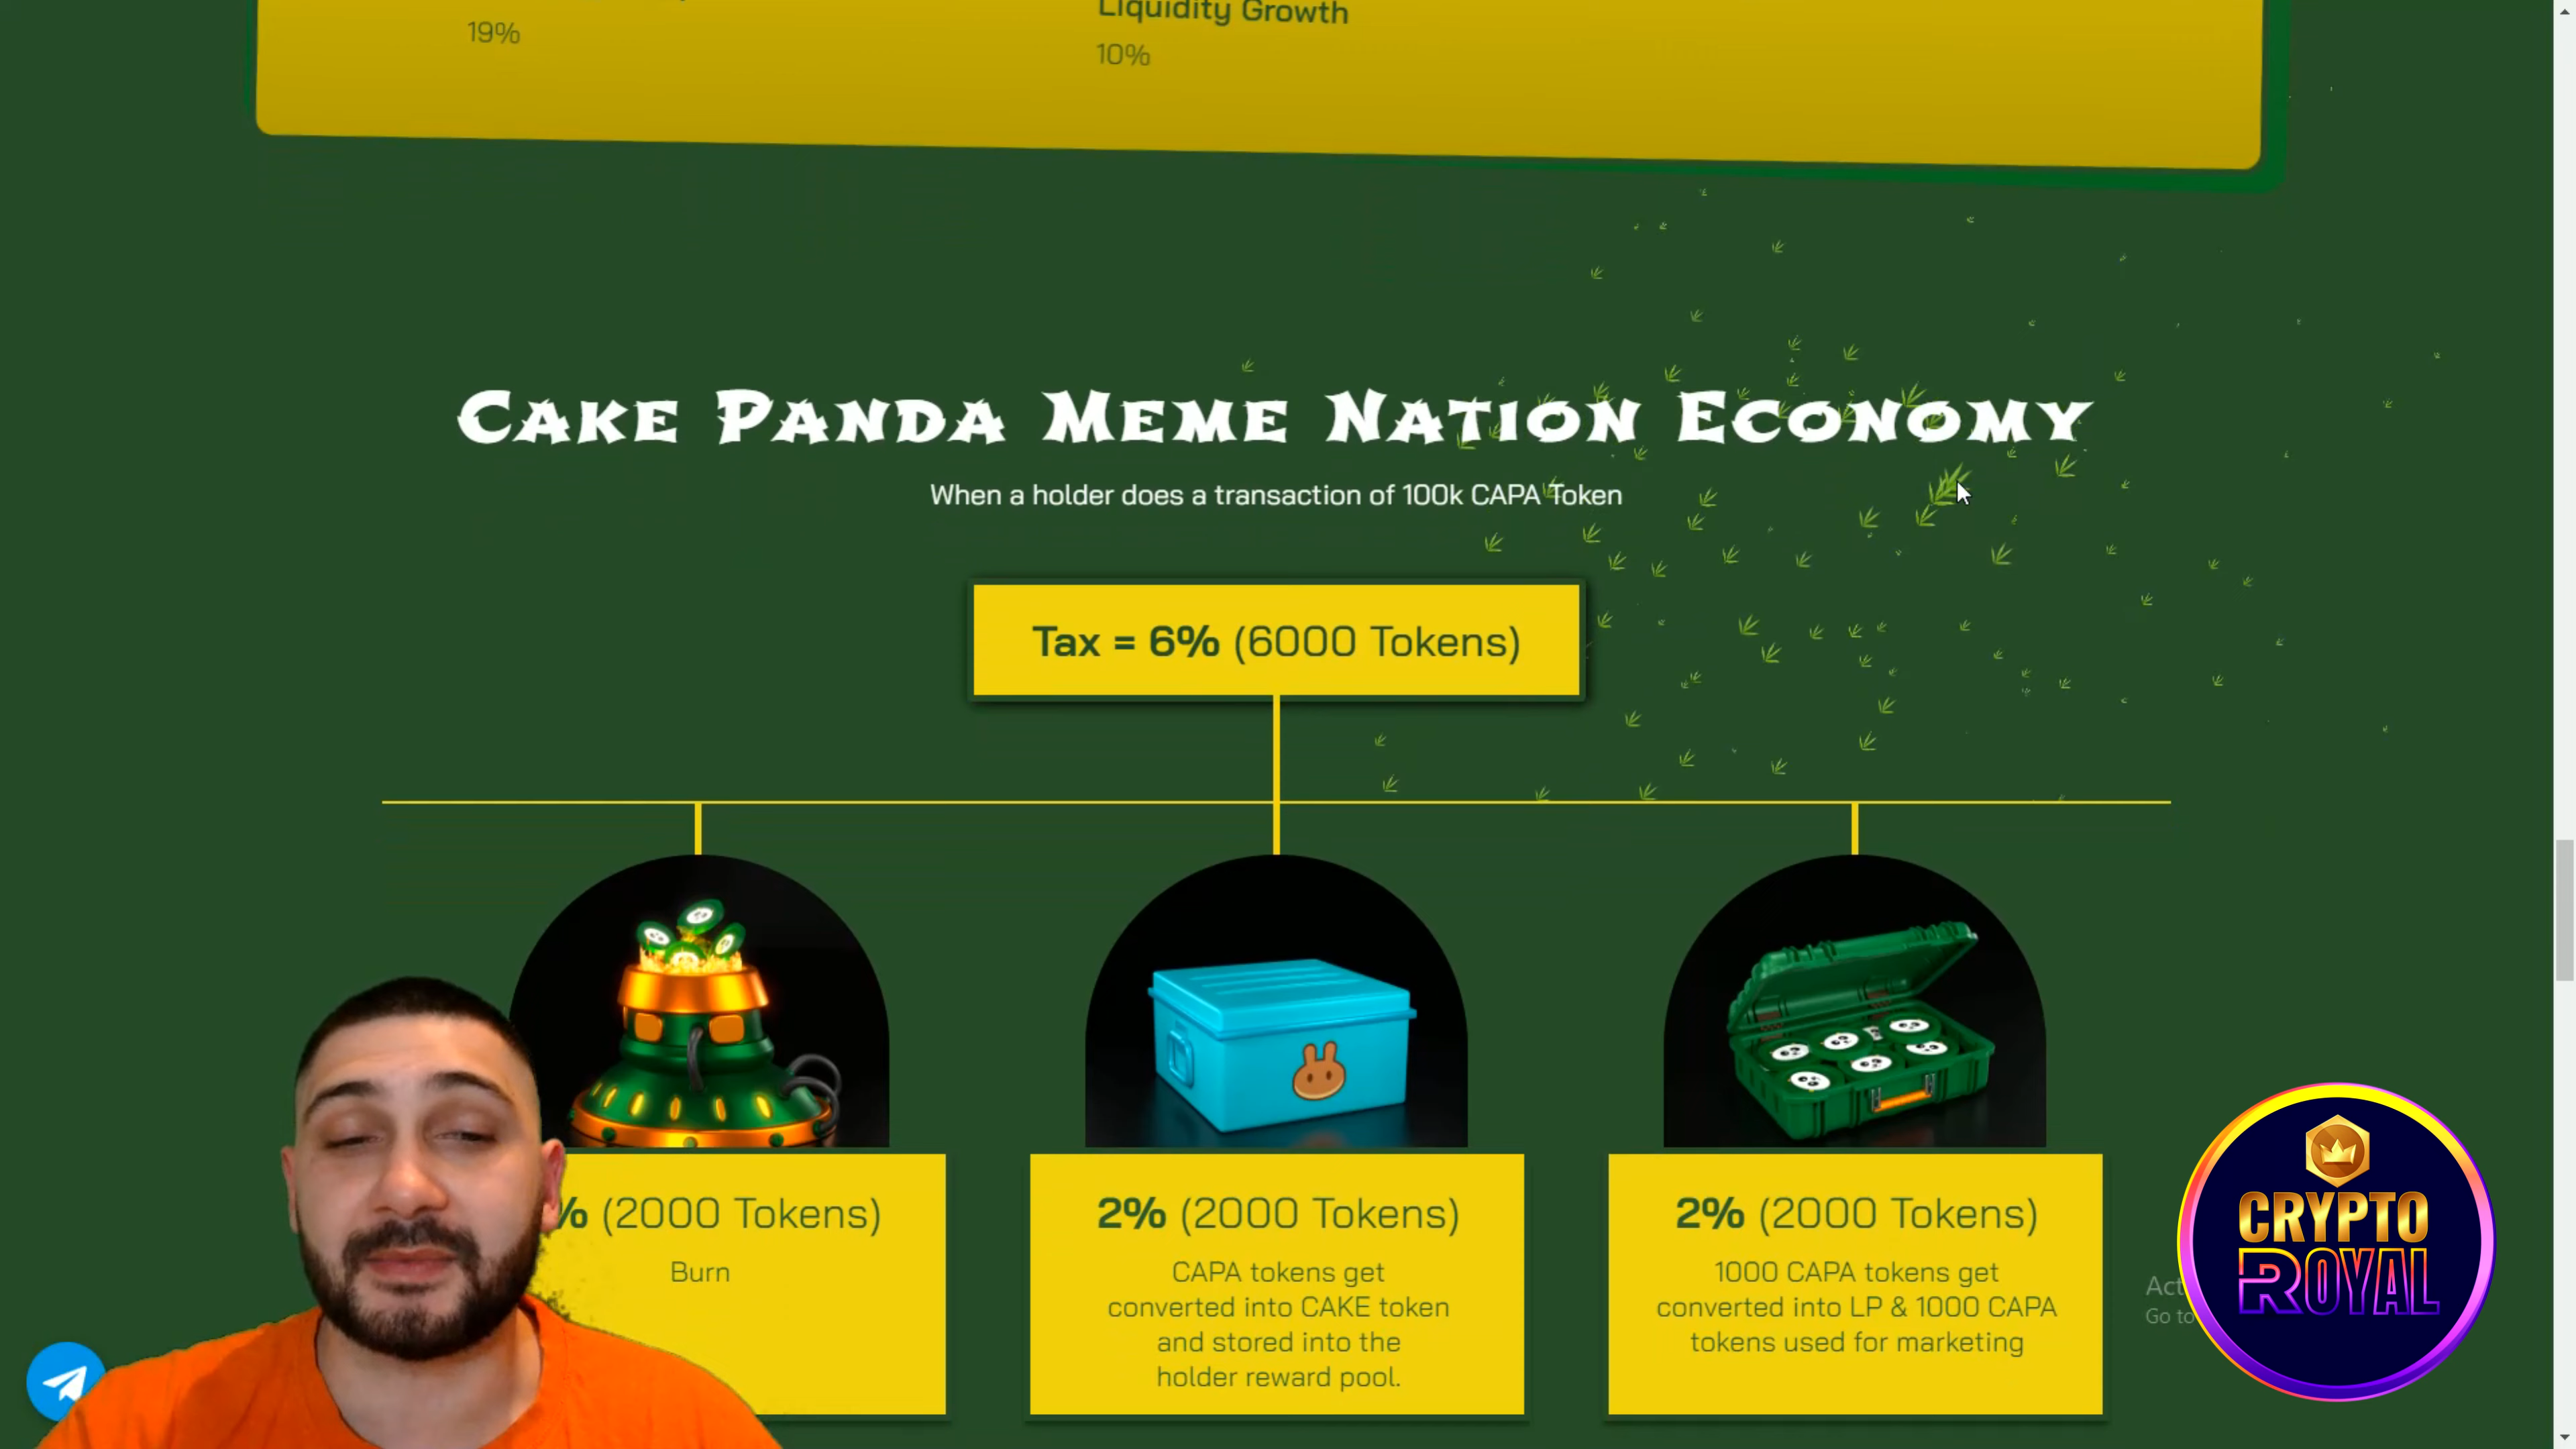 19%
Liquidity Growth
10%
CAKE PANDA MEME NATION ECONOMY
When a holder does a transaction of 100k CAPA Token
Tax = 6% (6000 Tokens)
% (2000 Tokens)
Burn
2% (2000 Tokens)
CAPA tokens get
converted into CAKE token
and stored into the
holder reward pool.
2% (2000 Tokens)
1000 CAPA tokens get
converted into LP & 1000 CAPA
tokens used for marketing
Act
Go to
CRYPTO
ROYAL